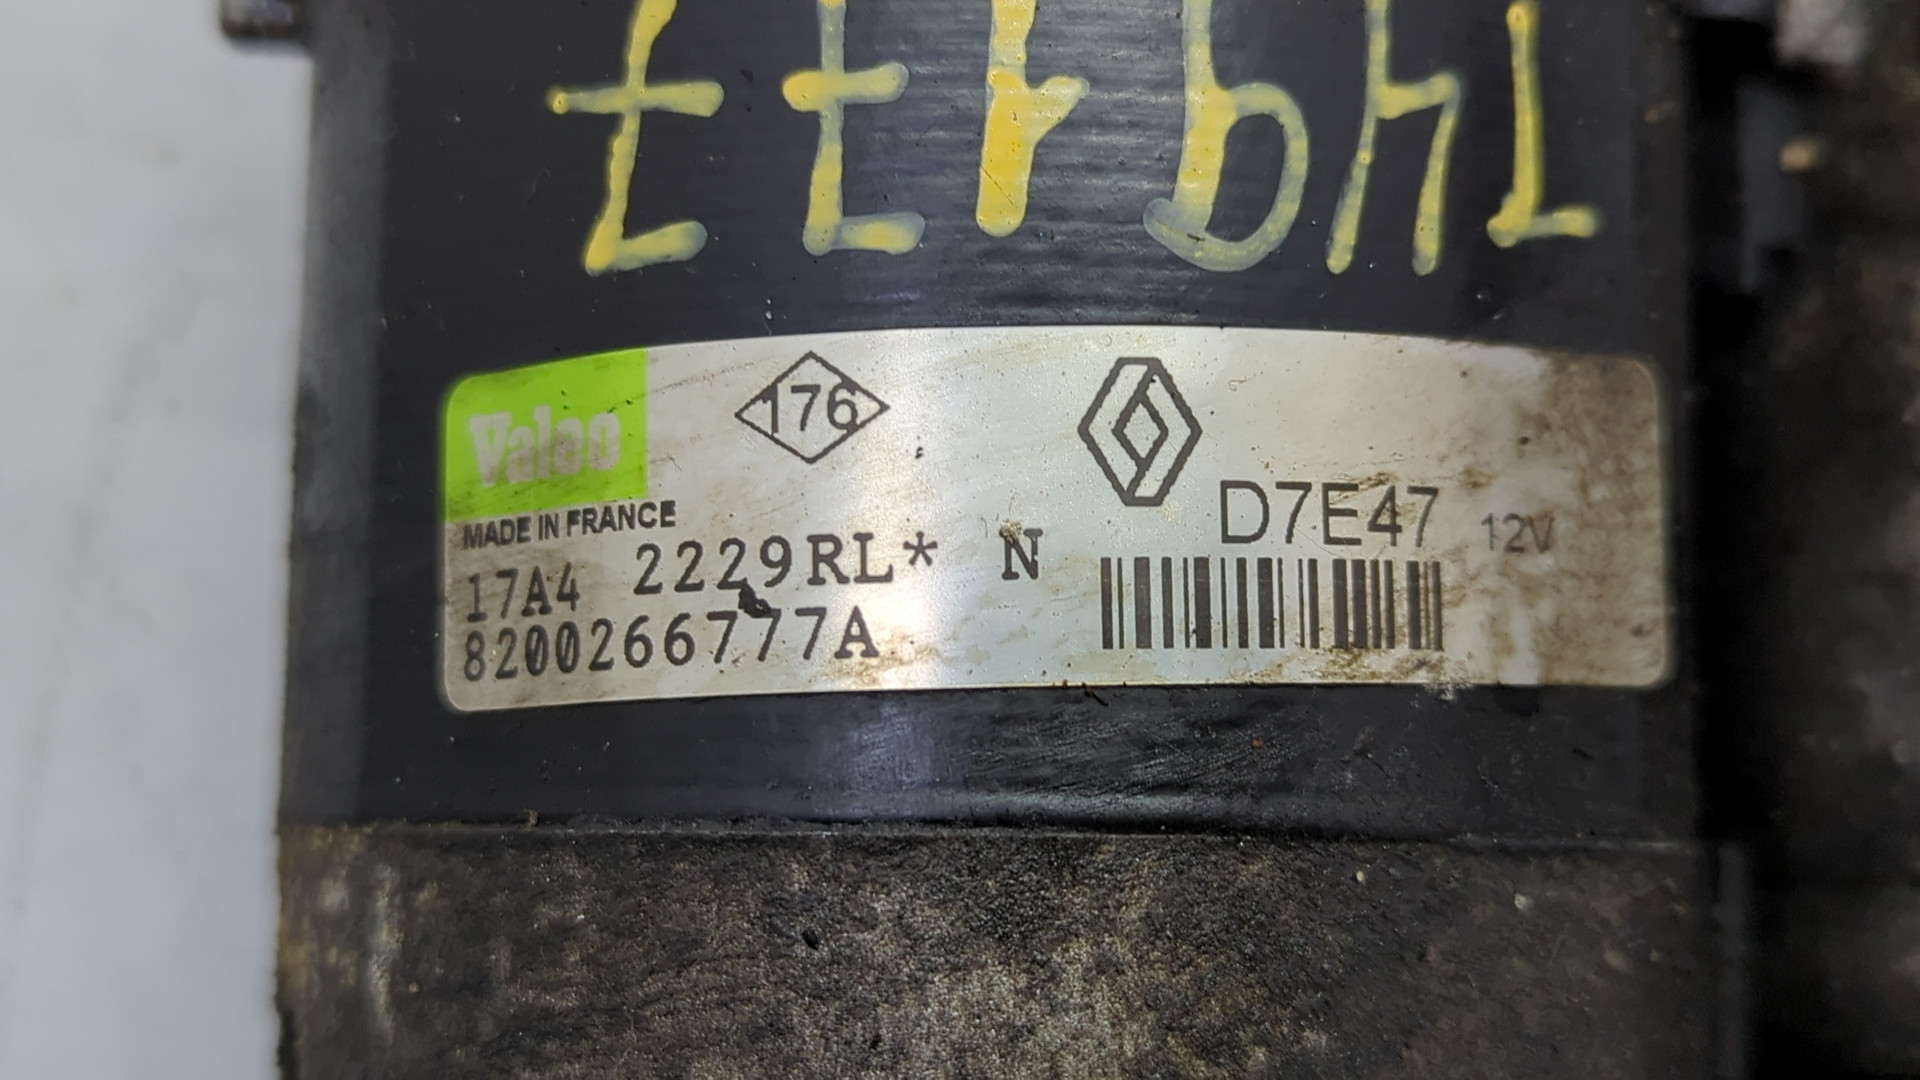 Valeo
176
MADE IN FRANCE
D7E47 12V
17A4 2229RL* N
8200266777A